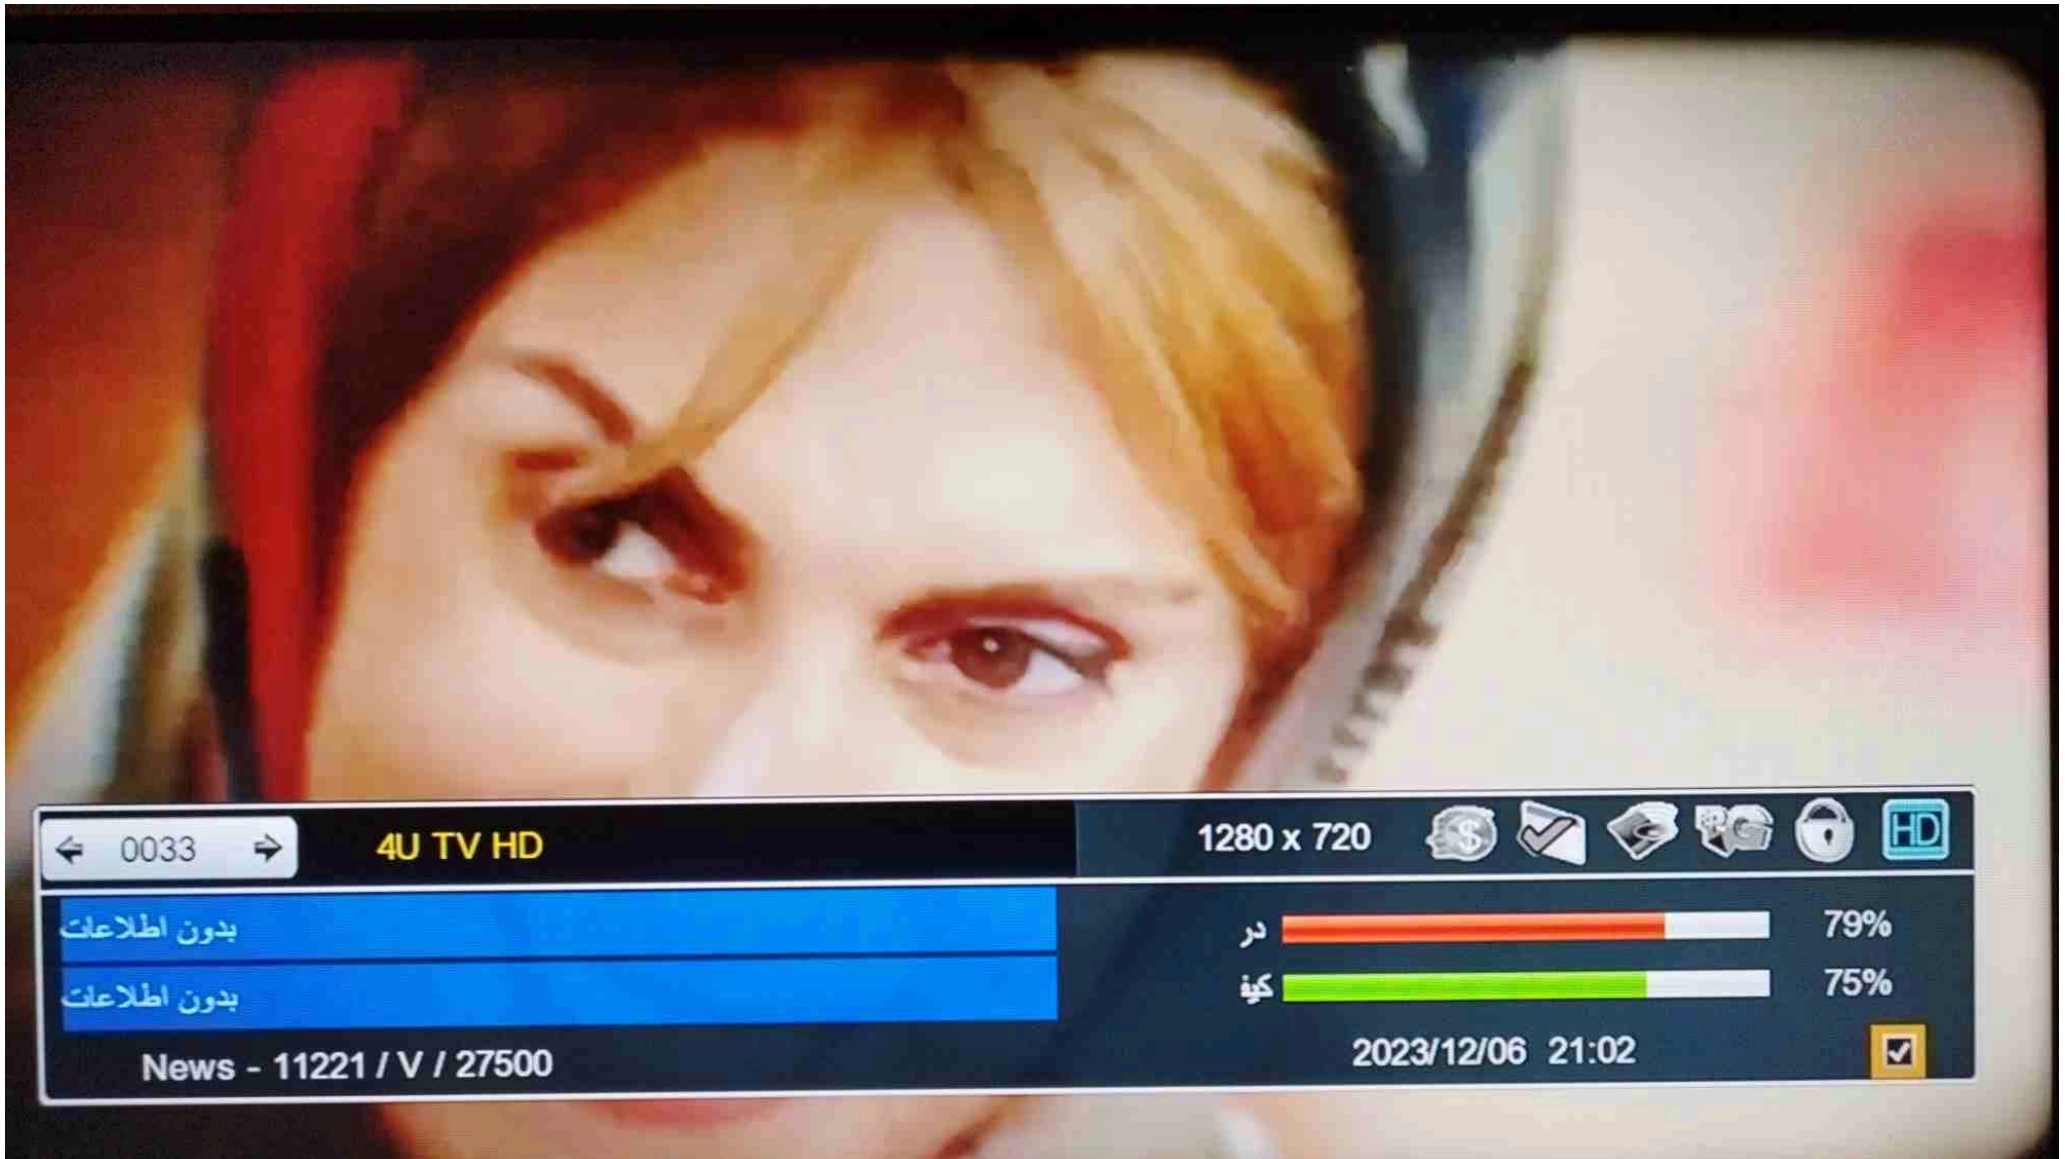 0033
4U TV HD
1280 x 720
HD
بدون اطلاعات
در
79%
بدون اطلاعات
کیف
75%
News - 11221 / V / 27500
2023/12/06 21:02